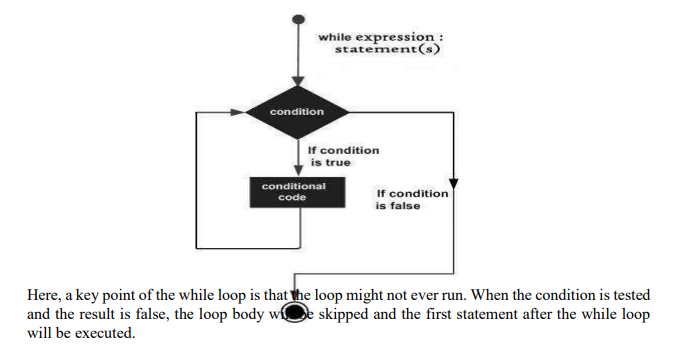 while expression :
statement(s)
condition
If condition
is true
conditional
code
If condition
is false
Here, a key point of the while loop is that the loop might not ever run. When the condition is tested
and the result is false, the loop body skipped and the first statement after the while loop
will be executed.